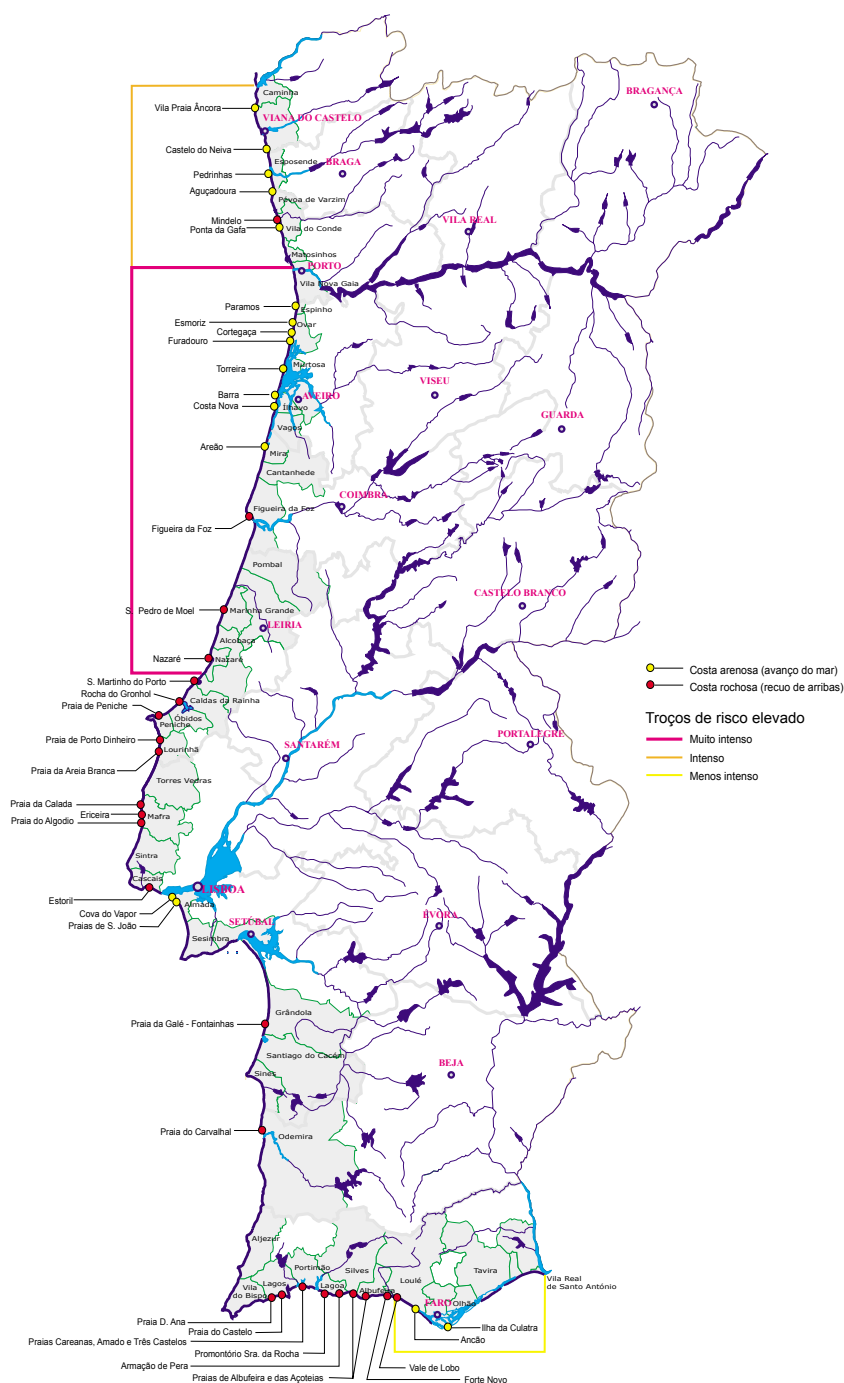 Caminha
Vila Praia Âncora
BRAGANÇA
VIANA DO CASTELO
Castelo do Neiva
Esposende
BRAGA
Pedrinhas
Aguçadoura
Póvoa de Varzim
Mindelo
Ponta da Gafa
Vila do Conde
VILA REAL
Matosinhos
PORTO
Vila Nova Gaia
Paramos
Espinho
Esmoriz
Ovar
Cortegaça
Furadouro
Murtosa
Torreira
VISEU
Barra
AVEIRO
Costa Nova
Ílhavo
GUARDA
Vagos
Areão
Mira
Cantanhede
COIMBRA
Figueira da Foz
Figueira da Foz
Pombal
CASTELO BRANCO
S. Pedro de Moel
Marinha Grande
LEIRIA
Alcobaça
Nazaré
Nazaré
Costa arenosa (avanço do mar)
S. Martinho do Porto
Costa rochosa (recuo de arribas)
Rocha do Gronhol
Caldas da Rainha
Praia de Peniche
Óbidos
Peniche
Troços de risco elevado
Muito intenso
Intenso
Menos intenso
PORTALEGRE
Praia de Porto Dinheiro
Lourinhã
SANTARÉM
Praia da Areia Branca
Torres Vedras
Praia da Calada
Ericeira
Mafra
Praia do Algodio
Sintra
Cascais
LISBOA
Estoril
Almada
Cova do Vapor
Praias de S. João
SETÚBAL
ÉVORA
Sesimbra
Grândola
Praia da Galé - Fontainhas
Santiago do Cacém
BEJA
Sines
Praia do Carvalhal
Odemira
Aljezur
Portimão
Silves
Loulé
Tavira
Vila
do Bispo
Lagos
Lagoa
Albufeira
Vila Real
de Santo António
FARO
Olhão
Praia D. Ana
Ilha da Culatra
Praia do Castelo
Ancão
Praias Careanas, Amado e Três Castelos
Promontório Sra. da Rocha
Armação de Pera
Vale de Lobo
Praias de Albufeira e das Açoteias
Forte Novo